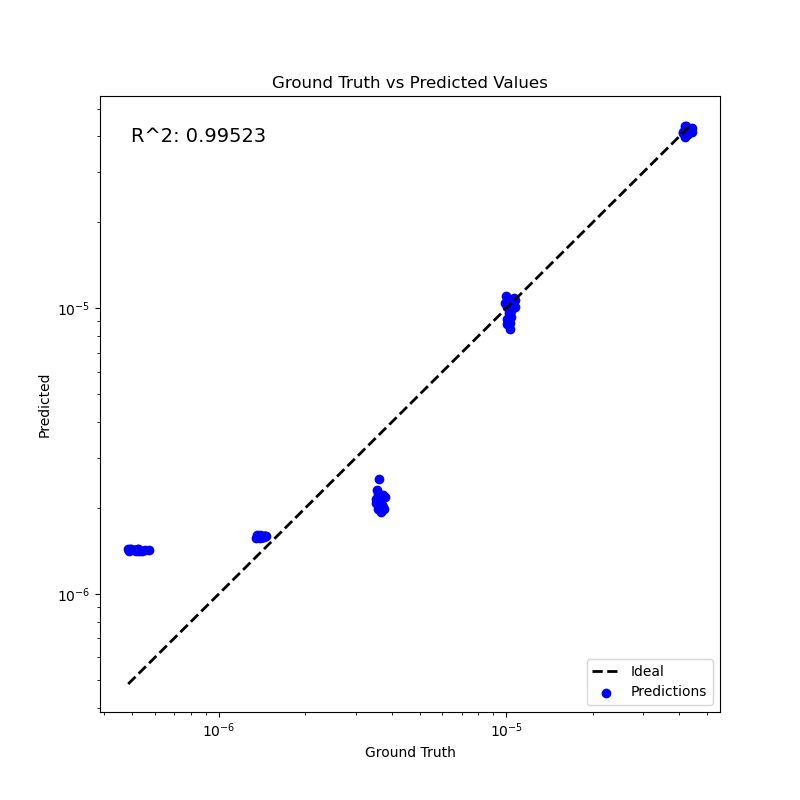 Ground Truth vs Predicted Values
R^2: 0.99523
10⁻⁵
10⁻⁶
Predicted
10⁻⁶
10⁻⁵
Ground Truth
Ideal
Predictions